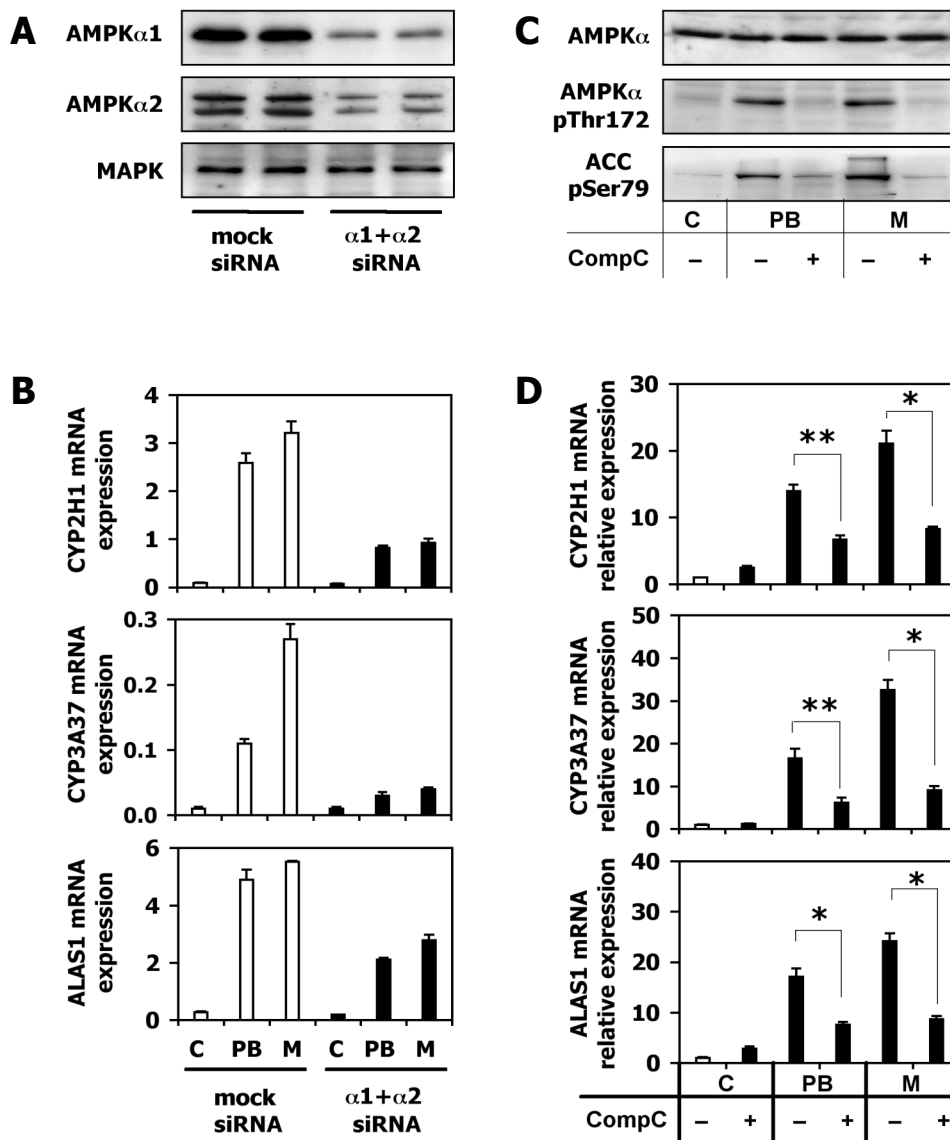 A
AMPKα1
AMPKα2
MAPK
mock
siRNA
α1+α2
siRNA
C
AMPKα
AMPKα
pThr172
ACC
pSer79
C PB M
CompC – – + – +
B
CYP2H1 mRNA
expression
4
3
2
1
0
CYP3A37 mRNA
expression
0.3
0.2
0.1
0.0
ALAS1 mRNA
expression
6
4
2
0
C PB M C PB M
mock
siRNA
α1+α2
siRNA
D
CYP2H1 mRNA
relative expression
30
20
10
0
**
*
CYP3A37 mRNA
relative expression
50
40
30
20
10
0
**
*
ALAS1 mRNA
relative expression
40
30
20
10
0
*
*
C PB M
CompC – + – + – +